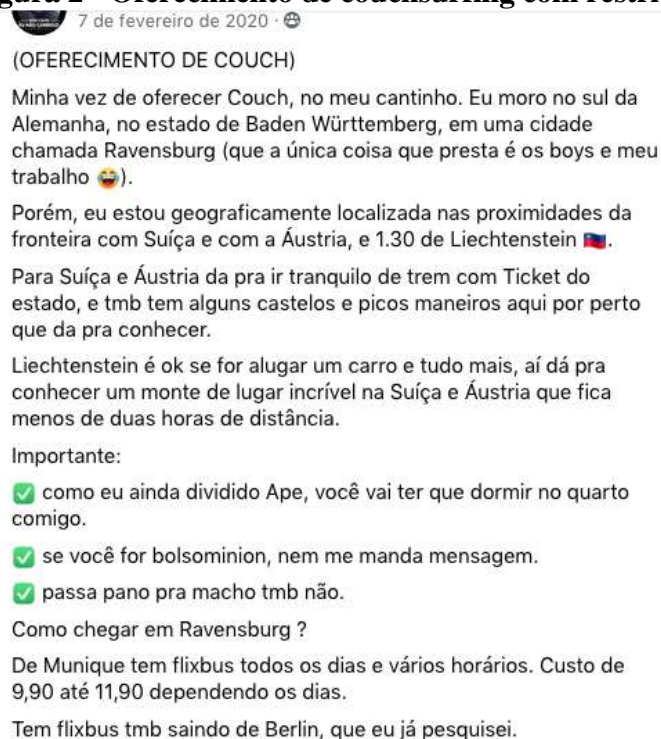 7 de fevereiro de 2020 ·
(OFERECIMENTO DE COUCH)
Minha vez de oferecer Couch, no meu cantinho. Eu moro no sul da
Alemanha, no estado de Baden Württemberg, em uma cidade
chamada Ravensburg (que a única coisa que presta é os boys e meu
trabalho 😂).
Porém, eu estou geograficamente localizada nas proximidades da
fronteira com Suíça e com a Áustria, e 1.30 de Liechtenstein 🇱🇮.
Para Suíça e Áustria da pra ir tranquilo de trem com Ticket do
estado, e tmb tem alguns castelos e picos maneiros aqui por perto
que da pra conhecer.
Liechtenstein é ok se for alugar um carro e tudo mais, aí dá pra
conhecer um monte de lugar incrível na Suíça e Áustria que fica
menos de duas horas de distância.
Importante:
✅ como eu ainda dividido Ape, você vai ter que dormir no quarto
comigo.
✅ se você for bolsominion, nem me manda mensagem.
✅ passa pano pra macho tmb não.
Como chegar em Ravensburg ?
De Munique tem flixbus todos os dias e vários horários. Custo de
9,90 até 11,90 dependendo os dias.
Tem flixbus tmb saindo de Berlin, que eu já pesquisei.